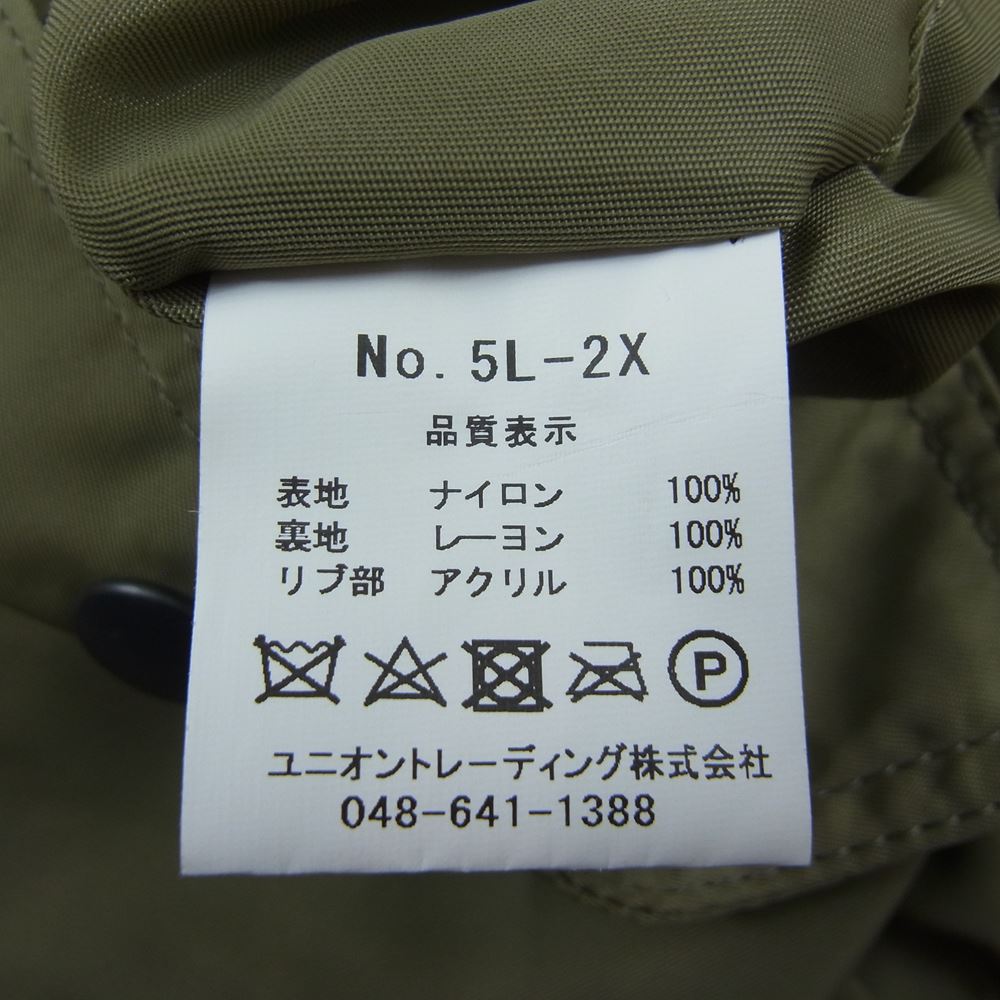 No. 5L-2X
品質表示
表地 ナイロン 100%
裏地 レーヨン 100%
リブ部 アクリル 100%
P
ユニオントレーディング株式会社
048-641-1388